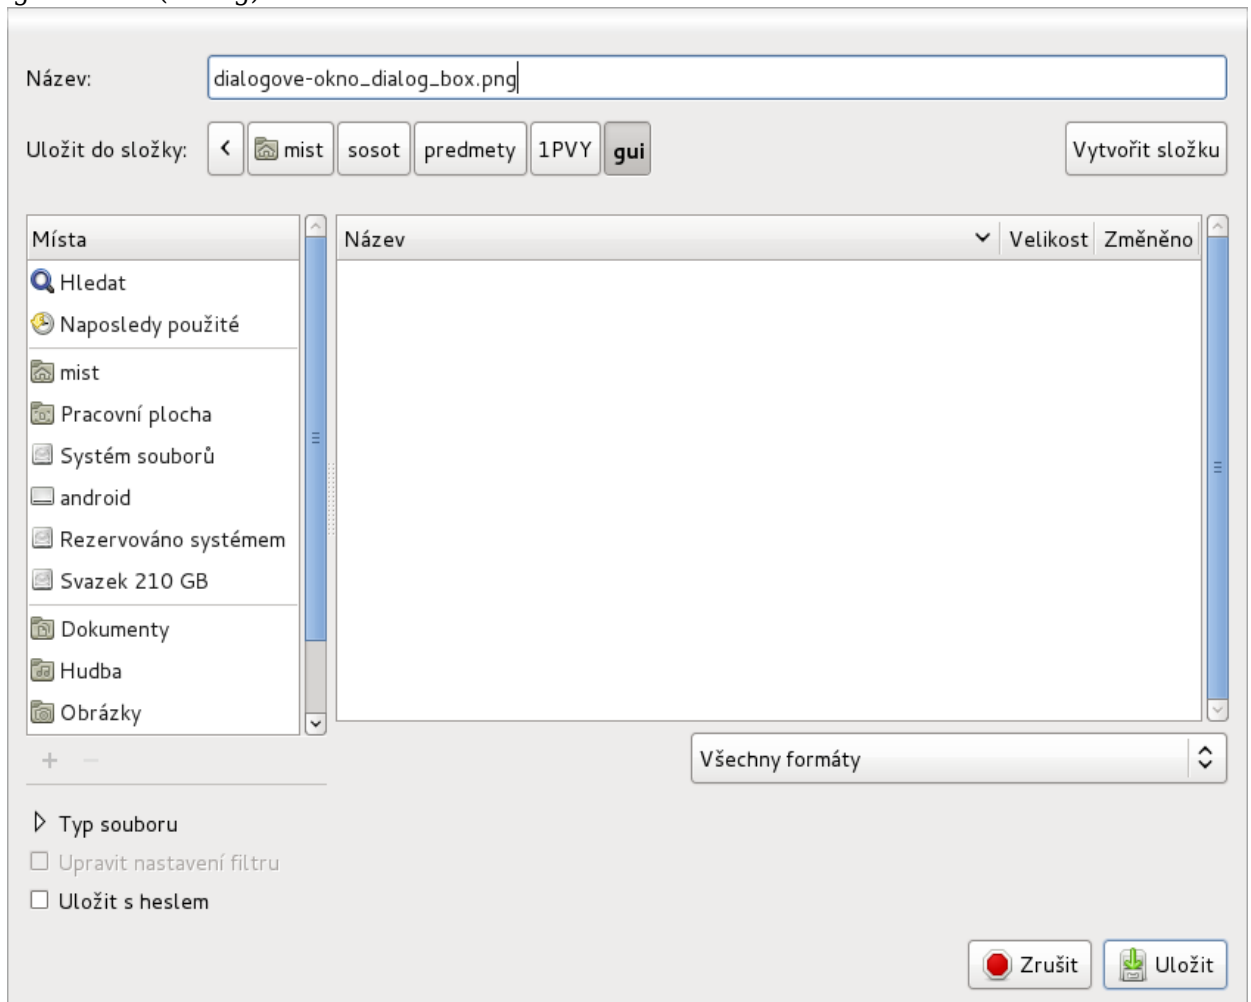 Název: dialogove-okno_dialog_box.png
Uložit do složky: < mist sosot predmety 1PVY gui Vytvořit složku
Místa
Hledat
Naposledy použité
mist
Pracovní plocha
Systém souborů
android
Rezervováno systémem
Svazek 210 GB
Dokumenty
Hudba
Obrázky
Název Velikost Změněno
Všechny formáty
Typ souboru
Upravit nastavení filtru
Uložit s heslem
Zrušit Uložit